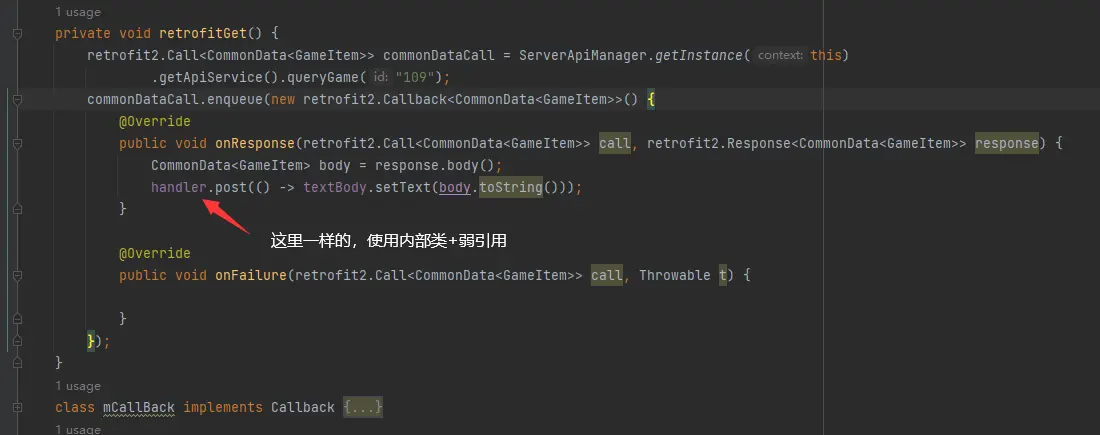 1 usage
private void retrofitGet() {
retrofit2.Call<CommonData<GameItem>> commonDataCall = ServerApiManager.getInstance( context: this)
.getApiService().queryGame( id: "109");
commonDataCall.enqueue(new retrofit2.Callback<CommonData<GameItem>>() {
@Override
public void onResponse(retrofit2.Call<CommonData<GameItem>> call, retrofit2.Response<CommonData<GameItem>> response) {
CommonData<GameItem> body = response.body();
handler.post(() -> textBody.setText(body.toString()));
}
这里一样的，使用内部类+弱引用
@Override
public void onFailure(retrofit2.Call<CommonData<GameItem>> call, Throwable t) {
}
});
}
1 usage
class mCallBack implements Callback {...}
1 usage